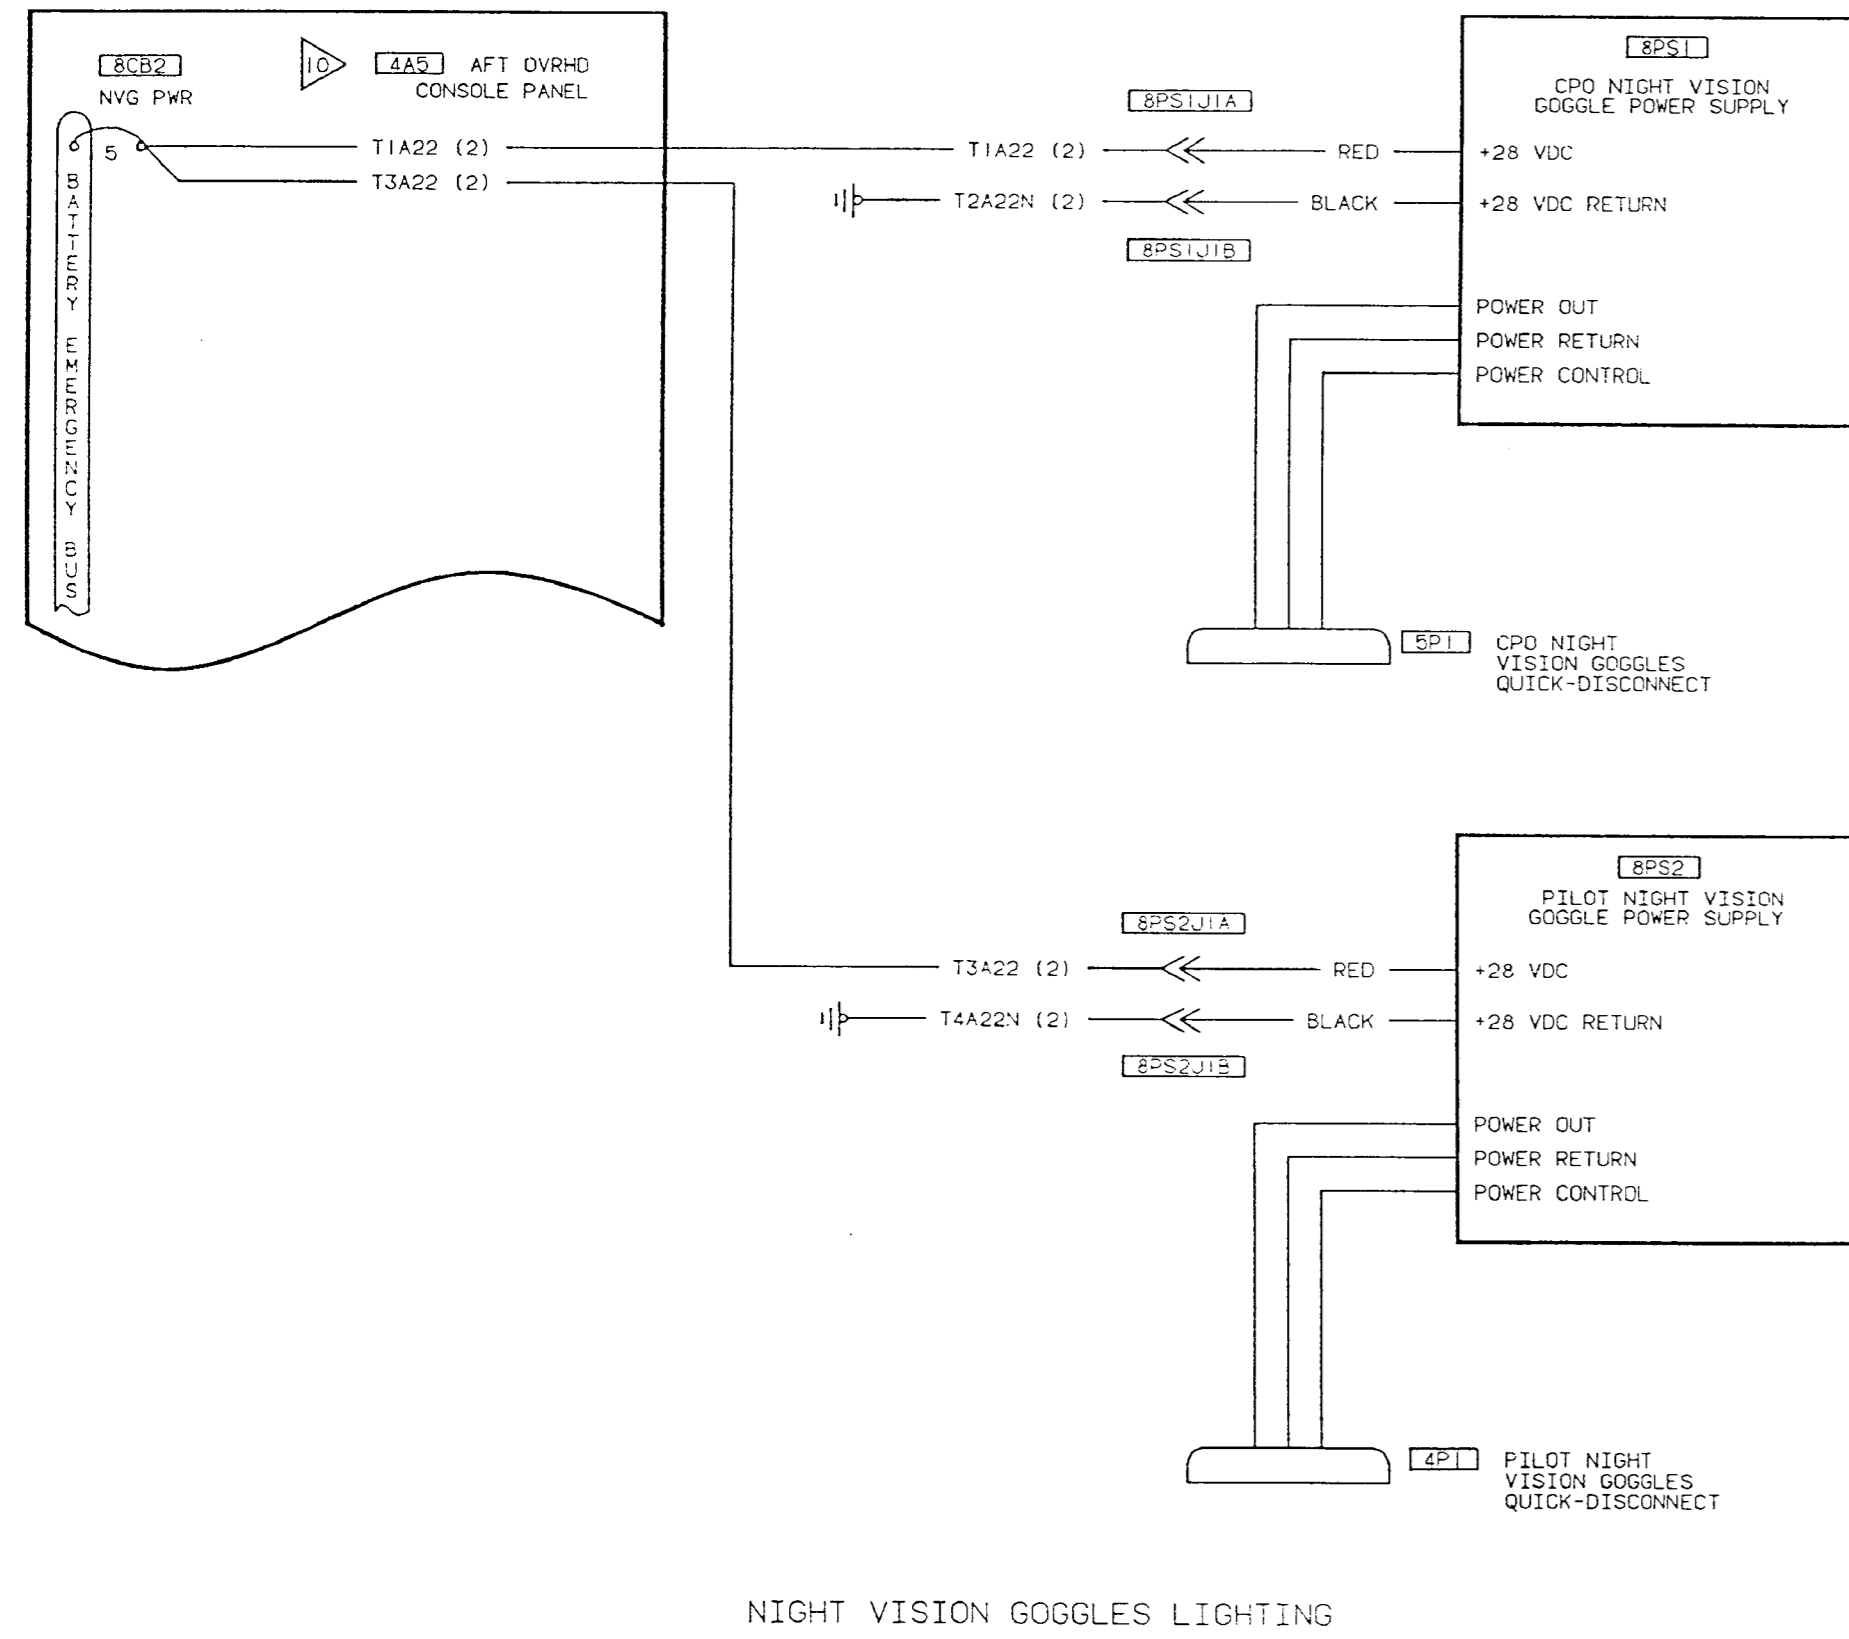 8CB2
NVG PWR
10
4A5 AFT OVRHD
CONSOLE PANEL
5
BATTERY EMERGENCY BUS
T1A22 (2)
T3A22 (2)
8PS1J1A
T1A22 (2)
RED
T2A22N (2)
BLACK
8PS1J1B
8PS1
CPO NIGHT VISION
GOGGLE POWER SUPPLY
+28 VDC
+28 VDC RETURN
POWER OUT
POWER RETURN
POWER CONTROL
5P1 CPO NIGHT
VISION GOGGLES
QUICK-DISCONNECT
8PS2J1A
T3A22 (2)
RED
T4A22N (2)
BLACK
8PS2J1B
8PS2
PILOT NIGHT VISION
GOGGLE POWER SUPPLY
+28 VDC
+28 VDC RETURN
POWER OUT
POWER RETURN
POWER CONTROL
4P1 PILOT NIGHT
VISION GOGGLES
QUICK-DISCONNECT
NIGHT VISION GOGGLES LIGHTING